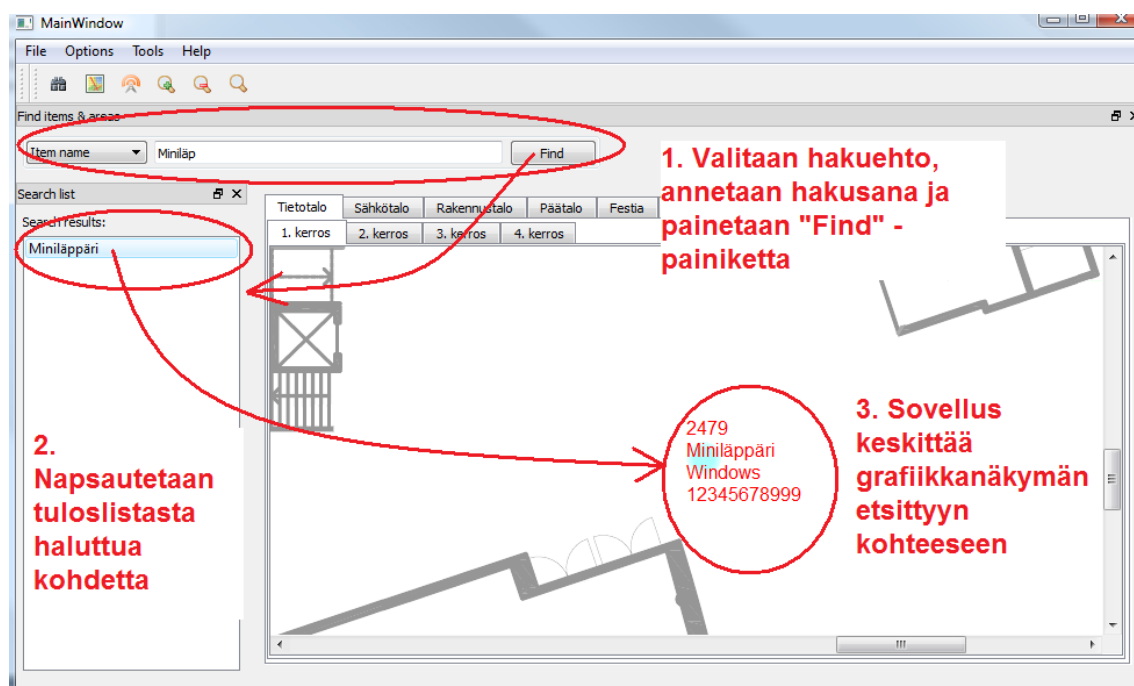 MainWindow
File Options Tools Help
Find items & areas
Item name Miniläp Find
Search list
Search results:
Miniläppäri
Tietotalo Sähkötalo Rakennustalo Päätalo Festia
1. kerros 2. kerros 3. kerros 4. kerros
1. Valitaan hakuehto,
annetaan hakusana ja
painetaan "Find" -
painiketta
2.
Napsautetaan
tuloslistasta
haluttua
kohdetta
2479
Miniläppäri
Windows
12345678999
3. Sovellus
keskittää
grafiikkanäkymän
etsittyyn
kohteeseen